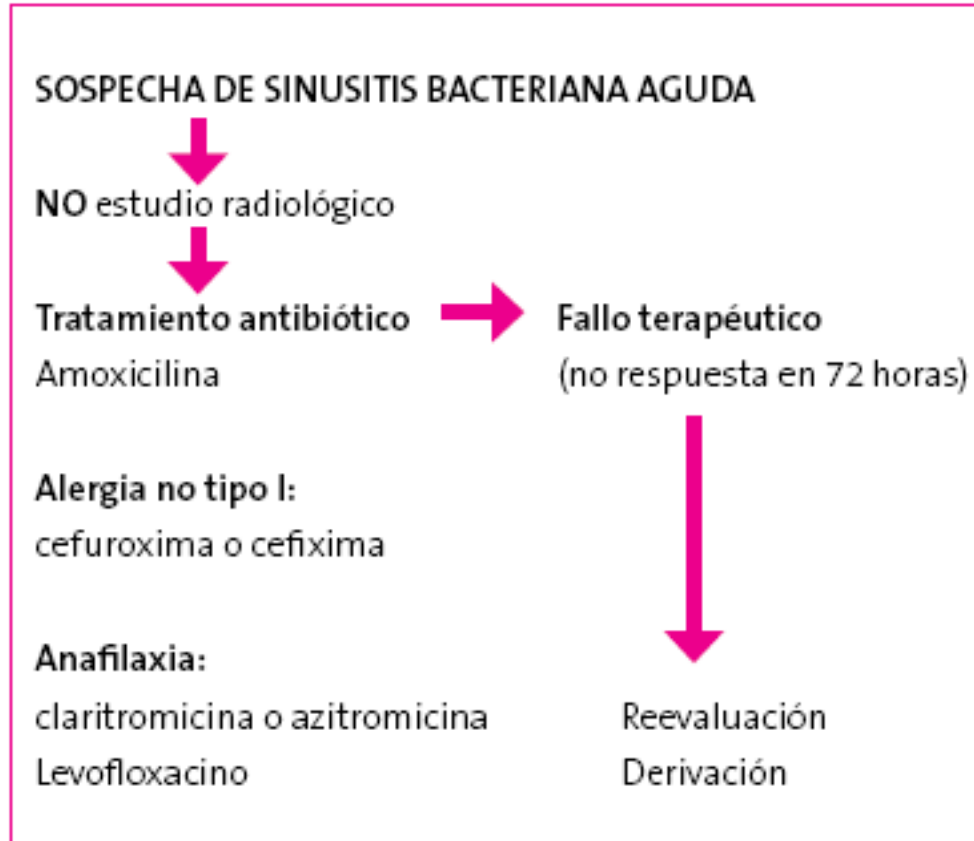 SOSPECHA DE SINUSITIS BACTERIANA AGUDA
NO estudio radiológico
Tratamiento antibiótico
Amoxicilina
Fallo terapéutico
(no respuesta en 72 horas)
Alergia no tipo I:
cefuroxima o cefixima
Anafilaxia:
claritromicina o azitromicina
Levofloxacino
Reevaluación
Derivación